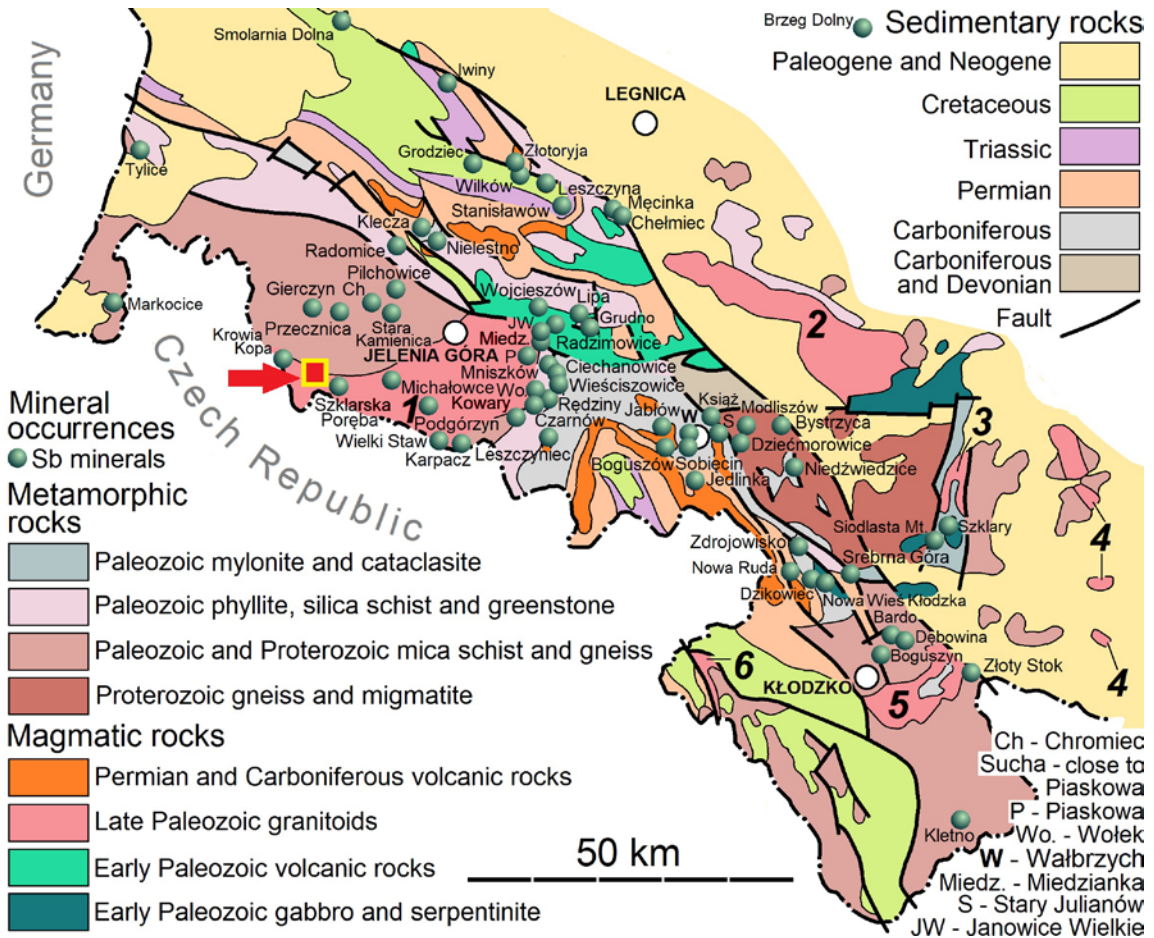 Smolarnia Dolna
Brzeg Dolny
Sedimentary rocks
Paleogene and Neogene
Cretaceous
Triassic
Permian
Carboniferous
Carboniferous
and Devonian
Fault
Germany
Iwiny
LEGNICA
Tylice
Grodziec
Złotoryja
Wilków
Leszczyna
Stanisławów
Męcinka
Chełmiec
Klecza
Radomice
Nielestno
Pilchowice
Gierczyn
Ch
Wojcieszów
Lipa
Markocice
Przecznica
Stara
Kamienica
JW
Grudno
Miedz.
Radzimowice
2
Krowia
Kopa
JELENIA GÓRA
P
Mniszków
Ciechanowice
Czech Republic
Michałowce
Wo
Wieściszowice
Szklarska
Poręba
1
Kowary
Rędziny
Podgórzyń
Czarnów
Jabłów
W
Książ
S
Modliszów
Bystrzyca
3
Wielki Staw
Karpacz
Leszczyniec
Dziećmorowice
Boguszów
Sobięcin
Niedźwiedzice
Jedlinka
Siodlasta Mt.
Szklary
4
Zdrojowisko
Srebrna Góra
Nowa Ruda
Dzikowiec
Nowa Wieś Kłodzka
Bardo
Dębowina
Boguszyn
Złoty Stok
6
KŁODZKO
5
4
Kletno
Mineral
occurrences
Sb minerals
Metamorphic
rocks
Paleozoic mylonite and cataclasite
Paleozoic phyllite, silica schist and greenstone
Paleozoic and Proterozoic mica schist and gneiss
Proterozoic gneiss and migmatite
Magmatic rocks
Permian and Carboniferous volcanic rocks
Late Paleozoic granitoids
Early Paleozoic volcanic rocks
Early Paleozoic gabbro and serpentinite
50 km
Ch - Chromiec
Sucha - close to
Piaskowa
P - Piaskowa
Wo. - Wołek
W - Wałbrzych
Miedz. - Miedzianka
S - Stary Julianów
JW - Janowice Wielkie